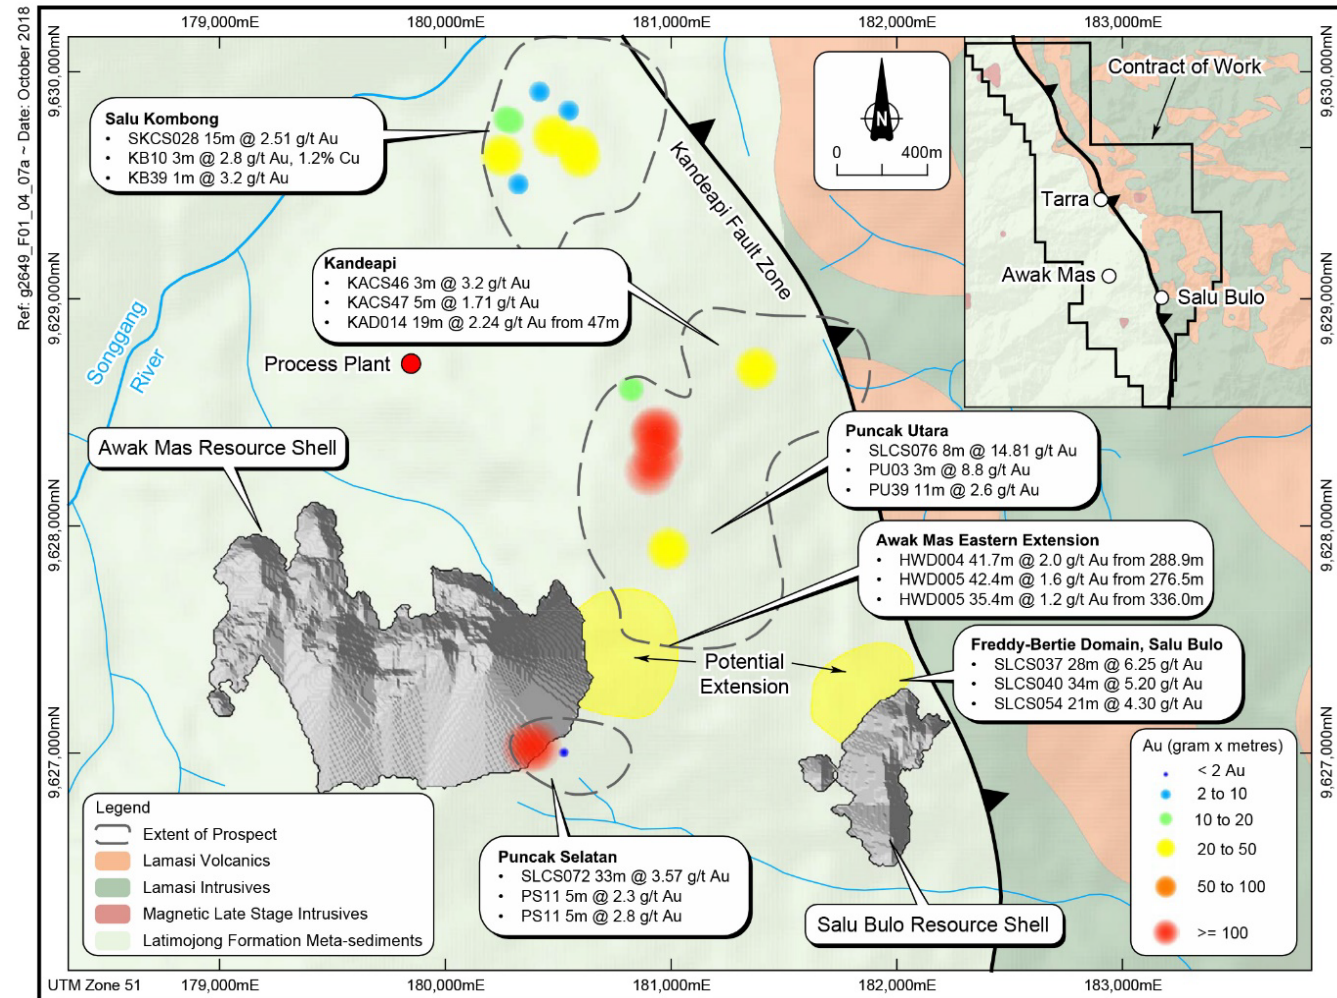 Ref: g2649_F01_04_07a ~ Date: October 2018
179,000mE
180,000mE
181,000mE
182,000mE
183,000mE
9,630,000mN
9,629,000mN
9,628,000mN
9,627,000mN
9,630,000mN
9,629,000mN
9,628,000mN
9,627,000mN
Salu Kombong
• SKCS028 15m @ 2.51 g/t Au
• KB10 3m @ 2.8 g/t Au, 1.2% Cu
• KB39 1m @ 3.2 g/t Au
N
0 400m
Contract of Work
Tarra
Awak Mas
Salu Bulo
Kandeapi Fault Zone
Kandeapi
• KACS46 3m @ 3.2 g/t Au
• KACS47 5m @ 1.71 g/t Au
• KAD014 19m @ 2.24 g/t Au from 47m
Songgang
River
Process Plant
Awak Mas Resource Shell
Puncak Utara
• SLCS076 8m @ 14.81 g/t Au
• PU03 3m @ 8.8 g/t Au
• PU39 11m @ 2.6 g/t Au
Awak Mas Eastern Extension
• HWD004 41.7m @ 2.0 g/t Au from 288.9m
• HWD005 42.4m @ 1.6 g/t Au from 276.5m
• HWD005 35.4m @ 1.2 g/t Au from 336.0m
Potential
Extension
Freddy-Bertie Domain, Salu Bulo
• SLCS037 28m @ 6.25 g/t Au
• SLCS040 34m @ 5.20 g/t Au
• SLCS054 21m @ 4.30 g/t Au
Au (gram x metres)
< 2 Au
2 to 10
10 to 20
20 to 50
50 to 100
>= 100
Legend
Extent of Prospect
Lamasi Volcanics
Lamasi Intrusives
Magnetic Late Stage Intrusives
Latimojong Formation Meta-sediments
Puncak Selatan
• SLCS072 33m @ 3.57 g/t Au
• PS11 5m @ 2.3 g/t Au
• PS11 5m @ 2.8 g/t Au
Salu Bulo Resource Shell
UTM Zone 51
179,000mE
180,000mE
181,000mE
182,000mE
183,000mE